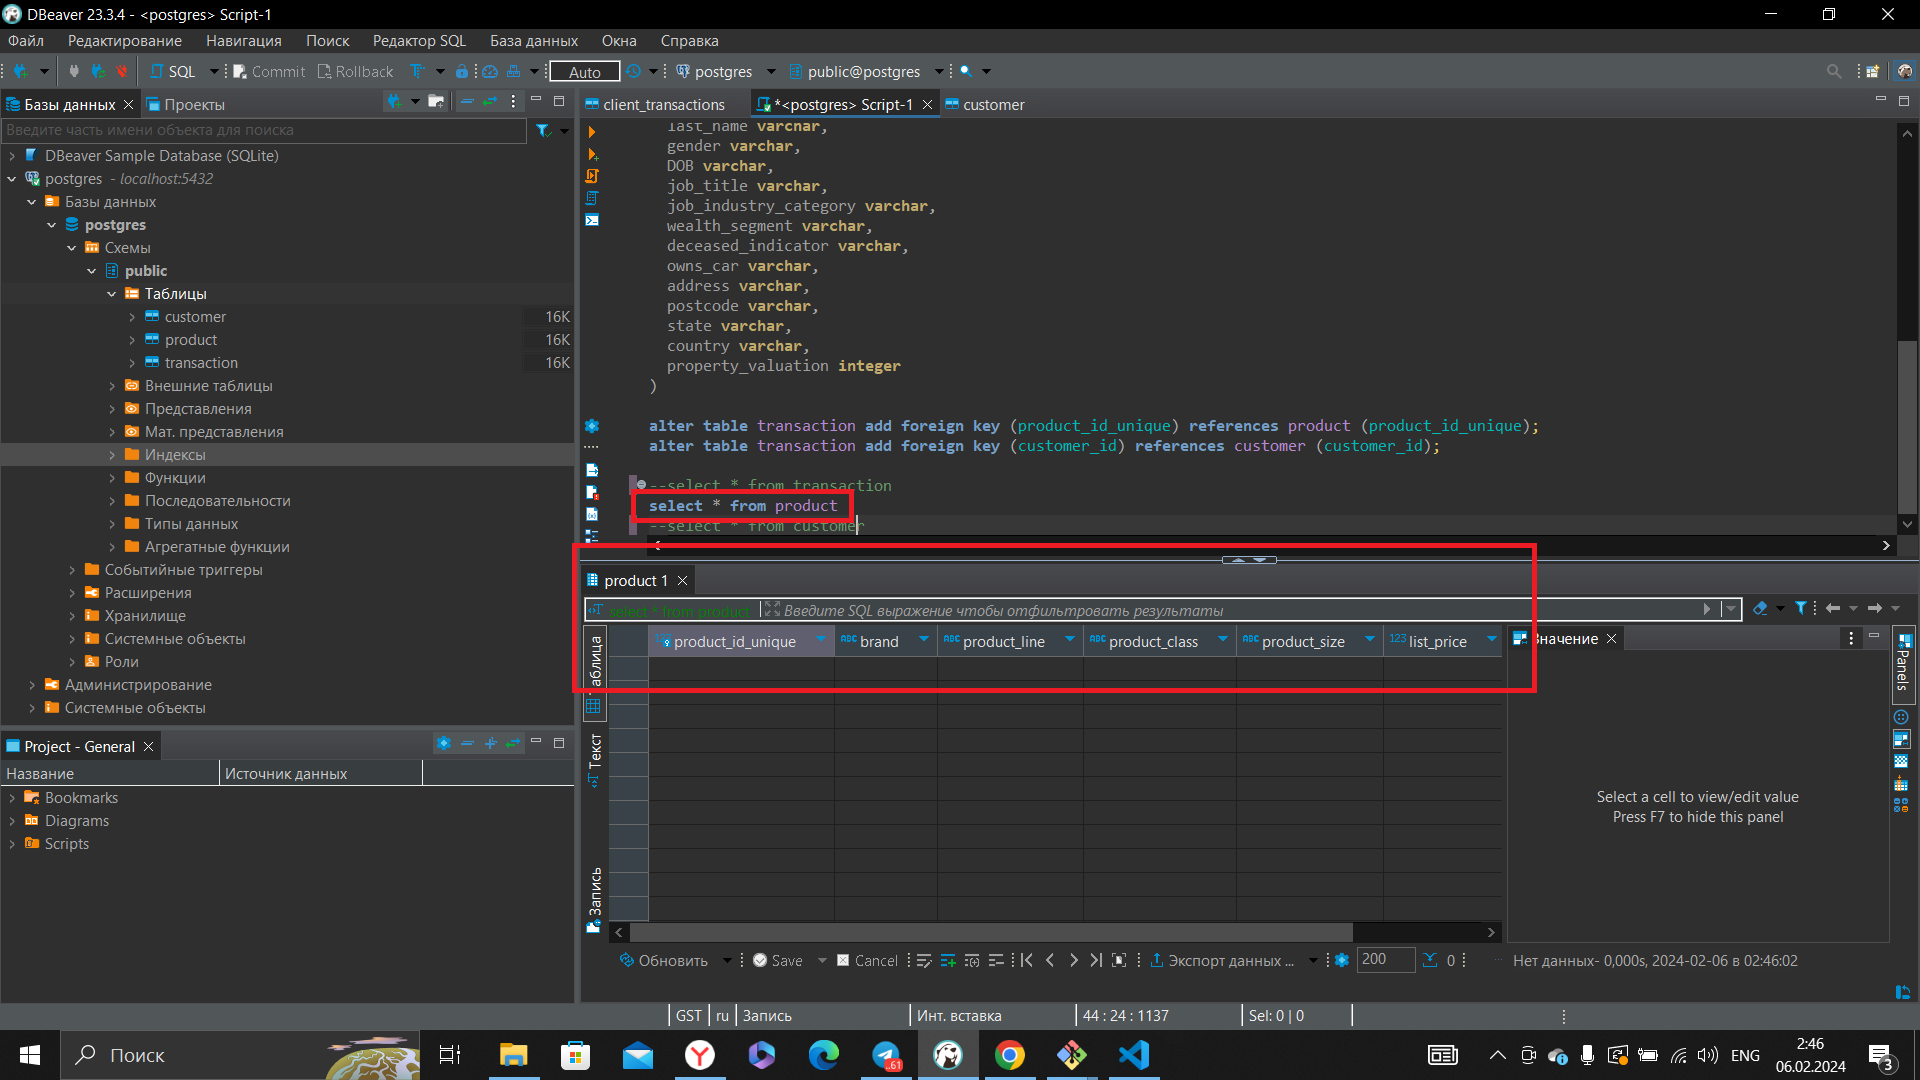 DBeaver 23.3.4 - <postgres> Script-1
Файл Редактирование Навигация Поиск Редактор SQL База данных Окна Справка
SQL Commit Rollback Auto postgres public@postgres
Базы данных Проекты
Введите часть имени объекта для поиска
DBeaver Sample Database (SQLite)
postgres - localhost:5432
Базы данных
postgres
Схемы
public
Таблицы
customer 16K
product 16K
transaction 16K
Внешние таблицы
Представления
Мат. представления
Индексы
Функции
Последовательности
Типы данных
Агрегатные функции
Событийные триггеры
Расширения
Хранилище
Системные объекты
Роли
Администрирование
Системные объекты
Project - General
Название Источник данных
Bookmarks
Diagrams
Scripts
client_transactions *<postgres> Script-1 customer
last_name varchar,
gender varchar,
DOB varchar,
job_title varchar,
job_industry_category varchar,
wealth_segment varchar,
deceased_indicator varchar,
owns_car varchar,
address varchar,
postcode varchar,
state varchar,
country varchar,
property_valuation integer
)
alter table transaction add foreign key (product_id_unique) references product (product_id_unique);
alter table transaction add foreign key (customer_id) references customer (customer_id);
--select * from transaction
select * from product
--select * from customer
product 1
select * from product Введите SQL выражение чтобы отфильтровать результаты
product_id_unique ABC brand ABC product_line ABC product_class ABC product_size 123 list_price
Таблица
Текст
Запись
Значение
Panels
Select a cell to view/edit value
Press F7 to hide this panel
Обновить Save Cancel Экспорт данных ... 200 0 Нет данных- 0,000s, 2024-02-06 в 02:46:02
GST ru Запись Инт. вставка 44 : 24 : 1137 Sel: 0 | 0
Поиск 61 ENG 2:46
06.02.2024 3